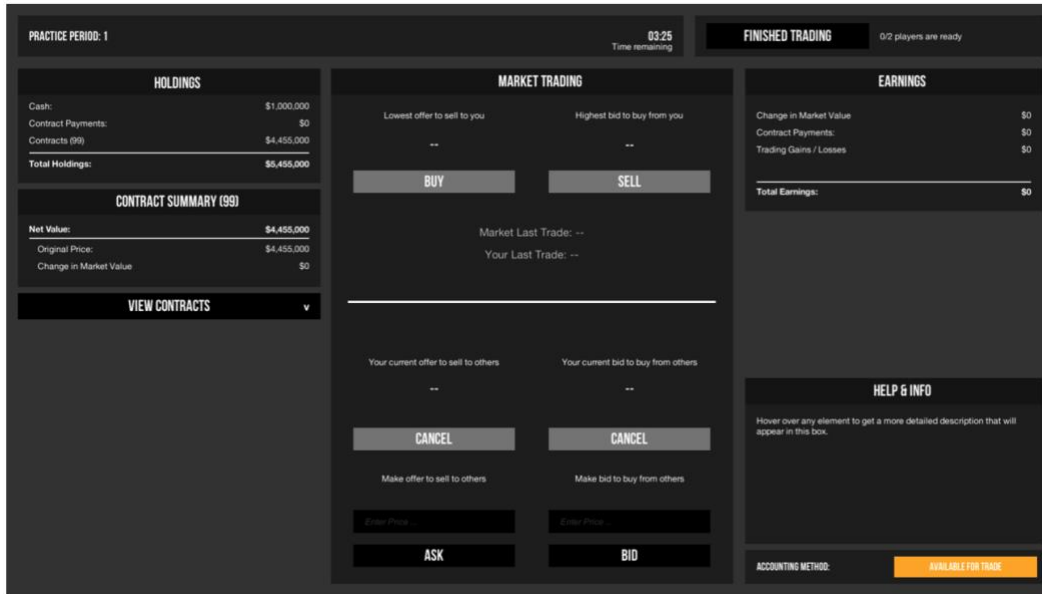 PRACTICE PERIOD: 1
03:25
Time remaining
FINISHED TRADING
0/2 players are ready
HOLDINGS
Cash: $1,000,000
Contract Payments: $0
Contracts (99) $4,455,000
Total Holdings: $5,455,000
CONTRACT SUMMARY (99)
Net Value: $4,455,000
Original Price: $4,455,000
Change in Market Value $0
VIEW CONTRACTS v
MARKET TRADING
Lowest offer to sell to you
--
BUY
Highest bid to buy from you
--
SELL
Market Last Trade: --
Your Last Trade: --
Your current offer to sell to others
--
CANCEL
Your current bid to buy from others
--
CANCEL
Make offer to sell to others
Enter Price ...
ASK
Make bid to buy from others
Enter Price ...
BID
EARNINGS
Change in Market Value $0
Contract Payments: $0
Trading Gains / Losses $0
Total Earnings: $0
HELP & INFO
Hover over any element to get a more detailed description that will
appear in this box.
ACCOUNTING METHOD:
AVAILABLE FOR TRADE